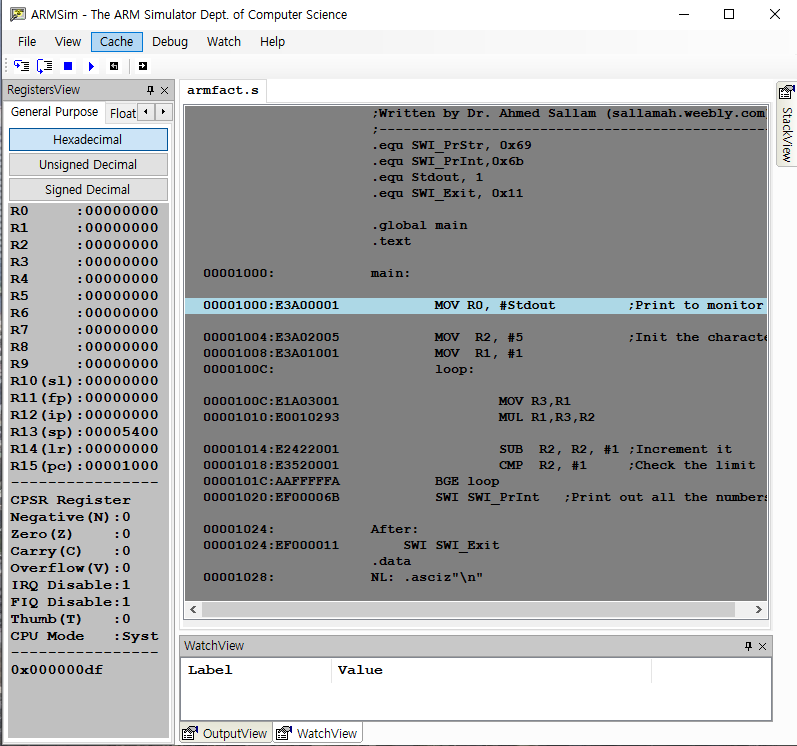 ARMSim - The ARM Simulator Dept. of Computer Science
File View Cache Debug Watch Help
RegistersView
General Purpose Float
Hexadecimal
Unsigned Decimal
Signed Decimal
R0 :00000000
R1 :00000000
R2 :00000000
R3 :00000000
R4 :00000000
R5 :00000000
R6 :00000000
R7 :00000000
R8 :00000000
R9 :00000000
R10(sl):00000000
R11(fp):00000000
R12(ip):00000000
R13(sp):00005400
R14(lr):00000000
R15(pc):00001000
----------------
CPSR Register
Negative(N):0
Zero(Z) :0
Carry(C) :0
Overflow(V):0
IRQ Disable:1
FIQ Disable:1
Thumb(T) :0
CPU Mode :Syst
----------------
0x000000df
armfact.s
;Written by Dr. Ahmed Sallam (sallamah.weebly.com
;------------------------------------------------
.equ SWI_PrStr, 0x69
.equ SWI_PrInt,0x6b
.equ Stdout, 1
.equ SWI_Exit, 0x11
.global main
.text
00001000: main:
00001000:E3A00001 MOV R0, #Stdout ;Print to monitor
00001004:E3A02005 MOV R2, #5 ;Init the characte
00001008:E3A01001 MOV R1, #1
0000100C: loop:
0000100C:E1A03001 MOV R3,R1
00001010:E0010293 MUL R1,R3,R2
00001014:E2422001 SUB R2, R2, #1 ;Increment it
00001018:E3520001 CMP R2, #1 ;Check the limit
0000101C:AAFFFFFA BGE loop
00001020:EF00006B SWI SWI_PrInt ;Print out all the numbers
00001024: After:
00001024:EF000011 SWI SWI_Exit
.data
00001028: NL: .asciz"\n"
StackView
WatchView
Label Value
OutputView WatchView